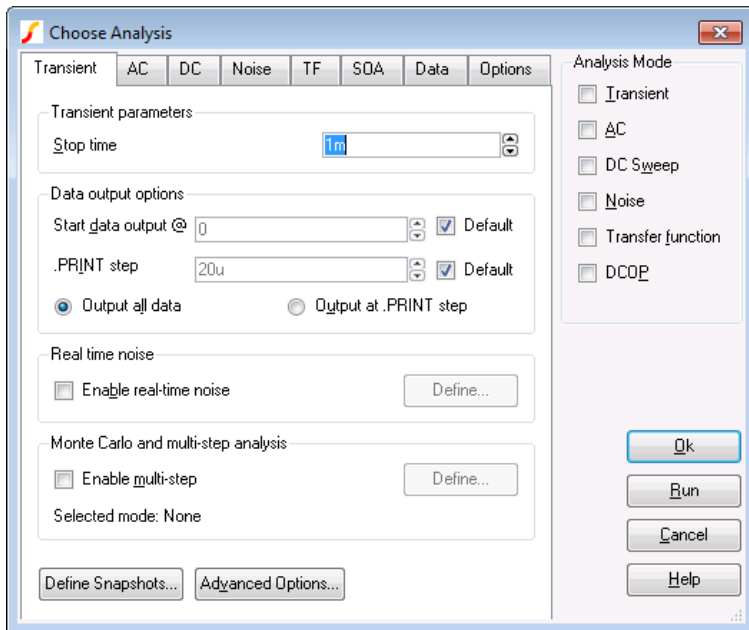 Choose Analysis
Transient AC DC Noise TF SOA Data Options
Transient parameters
Stop time 1m
Data output options
Start data output @ 0 Default
.PRINT step 20u Default
Output all data Output at .PRINT step
Real time noise
Enable real-time noise Define...
Monte Carlo and multi-step analysis
Enable multi-step Define...
Selected mode: None
Define Snapshots... Advanced Options...
Analysis Mode
Transient
AC
DC Sweep
Noise
Transfer function
DCOP
Ok
Run
Cancel
Help